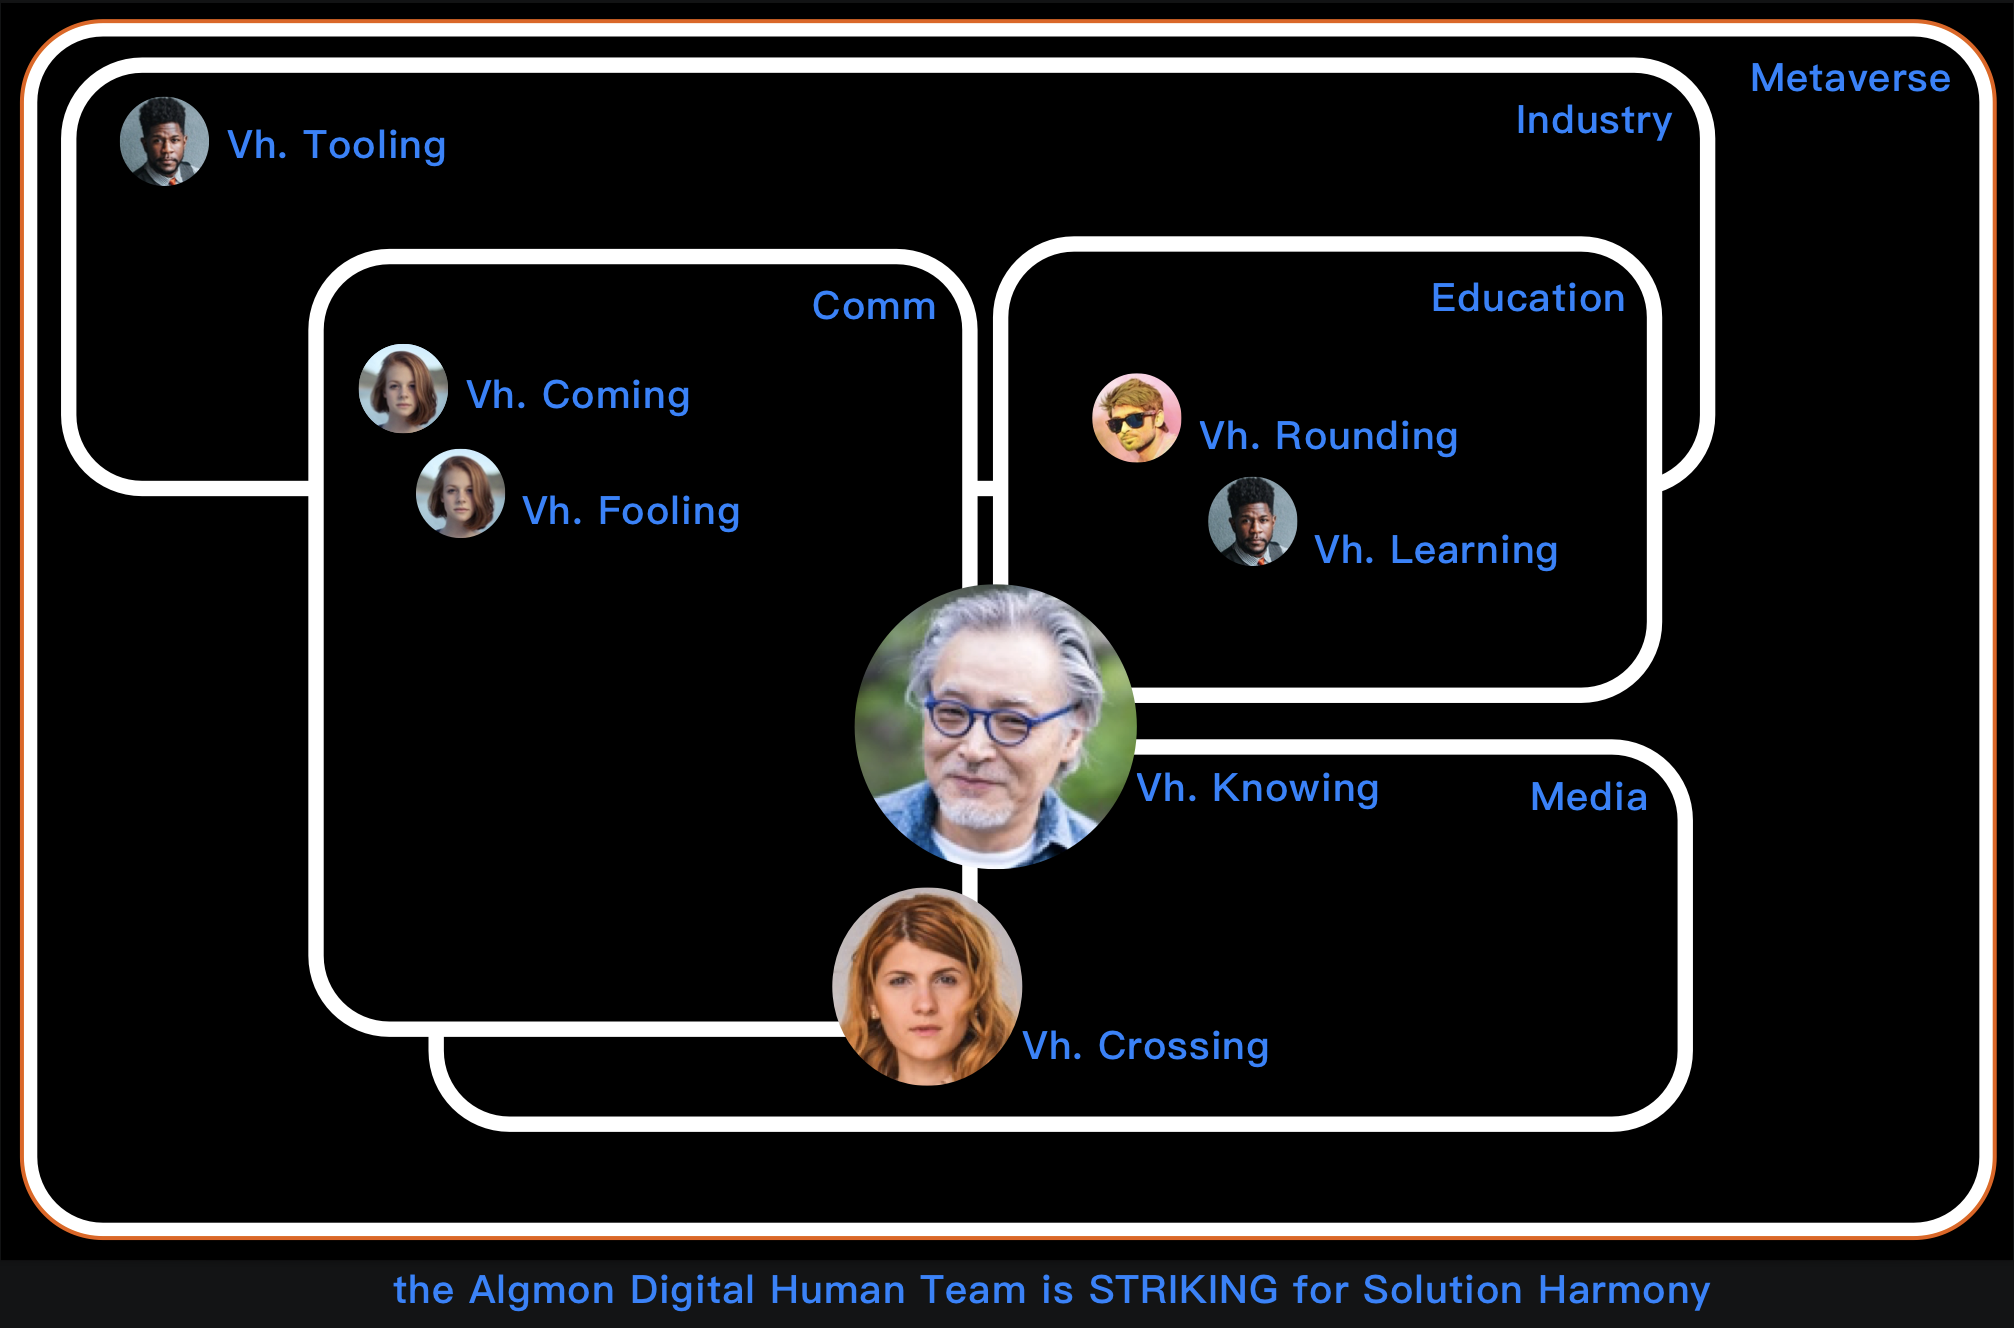 Metaverse
Industry
Vh. Tooling
Comm
Education
Vh. Coming
Vh. Rounding
Vh. Fooling
Vh. Learning
Vh. Knowing
Media
Vh. Crossing
the Algmon Digital Human Team is STRIKING for Solution Harmony